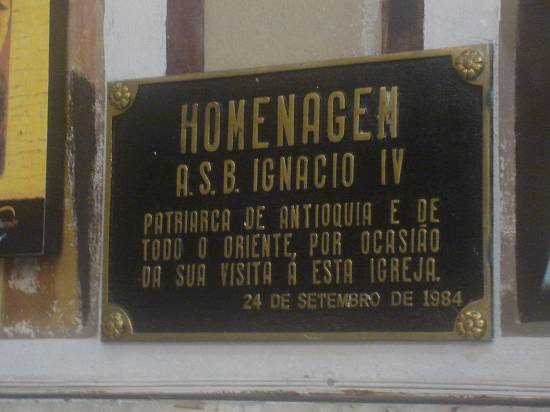 HOMENAGEM
A.S.B. IGNACIO IV
PATRIARCA DE ANTIOQUIA E DE
TODO O ORIENTE, POR OCASIÃO
DA SUA VISITA Á ESTA IGREJA.
24 DE SETEMBRO DE 1984